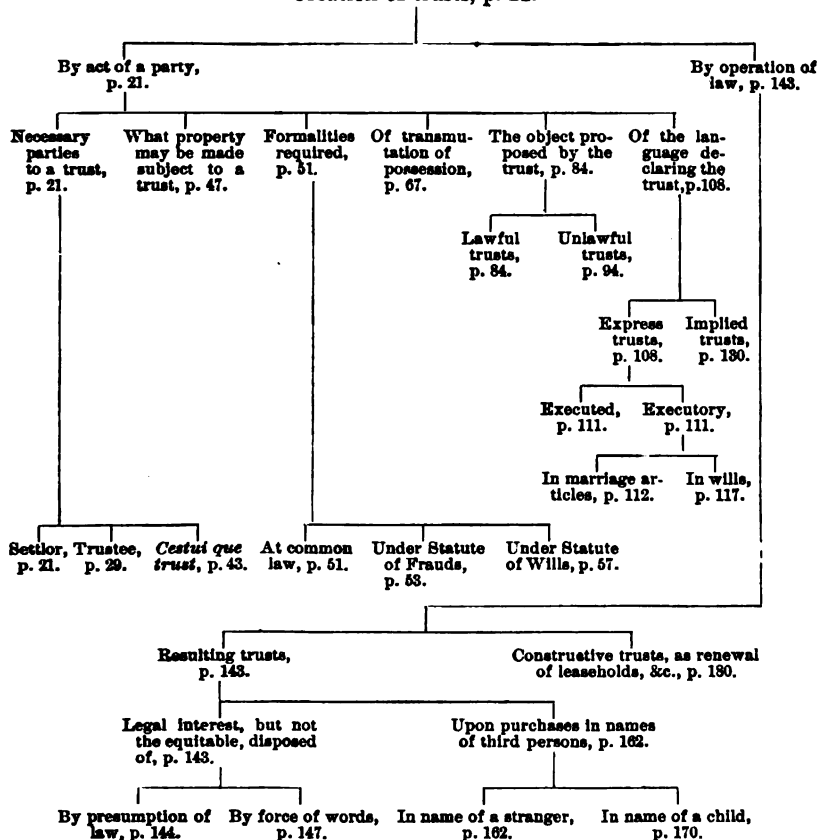 of trusts, p.
By act of a party,
p. 21.
By operation of
law, p. 143.
Necessary
parties
to a trust,
p. 21.
What property
may be made
subject to a
trust, p. 47.
Formalities
required,
p. 51.
Of transmu-
tation of
possession,
p. 67.
The object pro-
posed by the
trust, p. 84.
Of the lan-
guage de-
claring the
trust, p.108.
Lawful
trusts,
p. 84.
Unlawful
trusts,
p. 94.
Express
trusts,
p. 108.
Implied
trusts,
p. 130.
Executed,
p. 111.
Executory,
p. 111.
In marriage ar-
ticles, p. 112.
In wills,
p. 117.
Settlor,
p. 21.
Trustee,
p. 29.
Cestui que
trust, p. 43.
At common
law, p. 51.
Under Statute
of Frauds,
p. 53.
Under Statute
of Wills, p. 57.
Resulting trusts,
p. 143.
Constructive trusts, as renewal
of leaseholds, &c., p. 180.
Legal interest, but not
the equitable, disposed
of, p. 143.
Upon purchases in names
of third persons, p. 162.
By presumption of
law, p. 144.
By force of words,
p. 147.
In name of a stranger,
p. 162.
In name of a child,
p. 170.